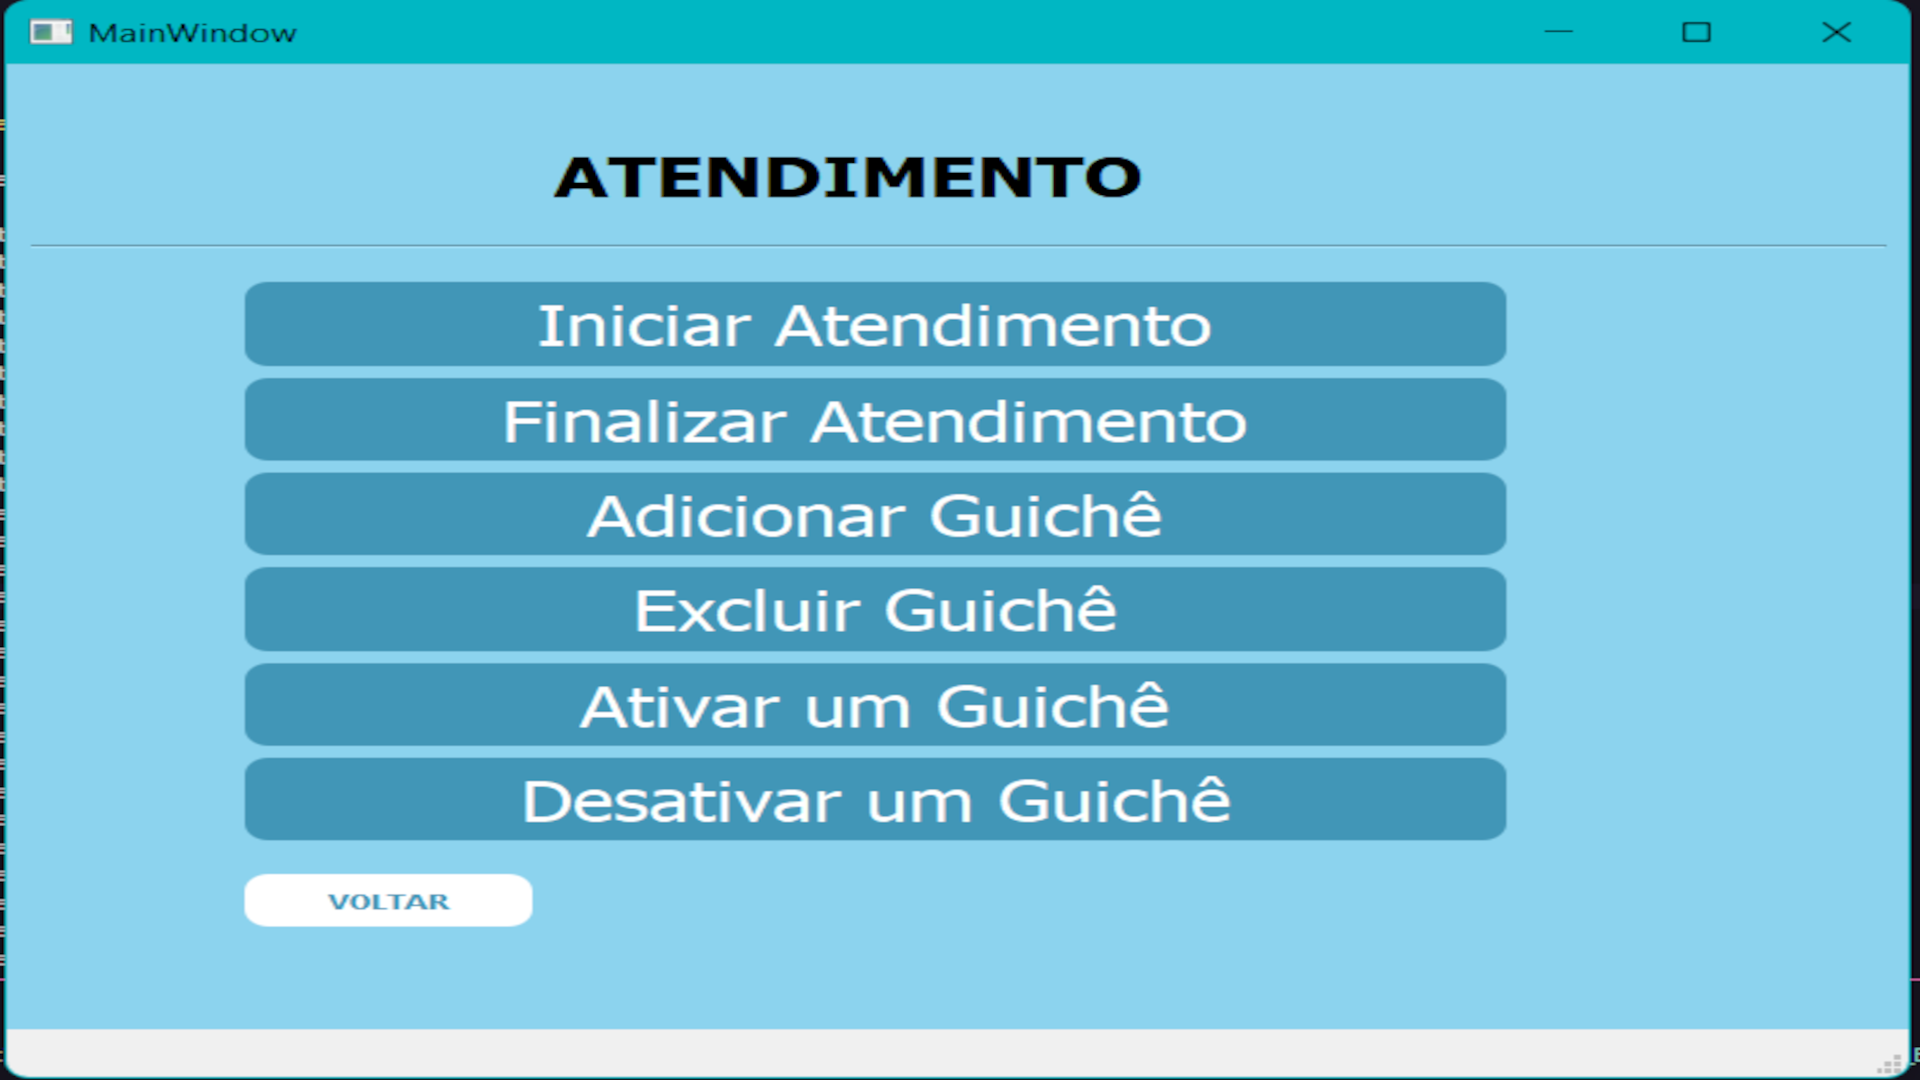 MainWindow
ATENDIMENTO
Iniciar Atendimento
Finalizar Atendimento
Adicionar Guichê
Excluir Guichê
Ativar um Guichê
Desativar um Guichê
VOLTAR